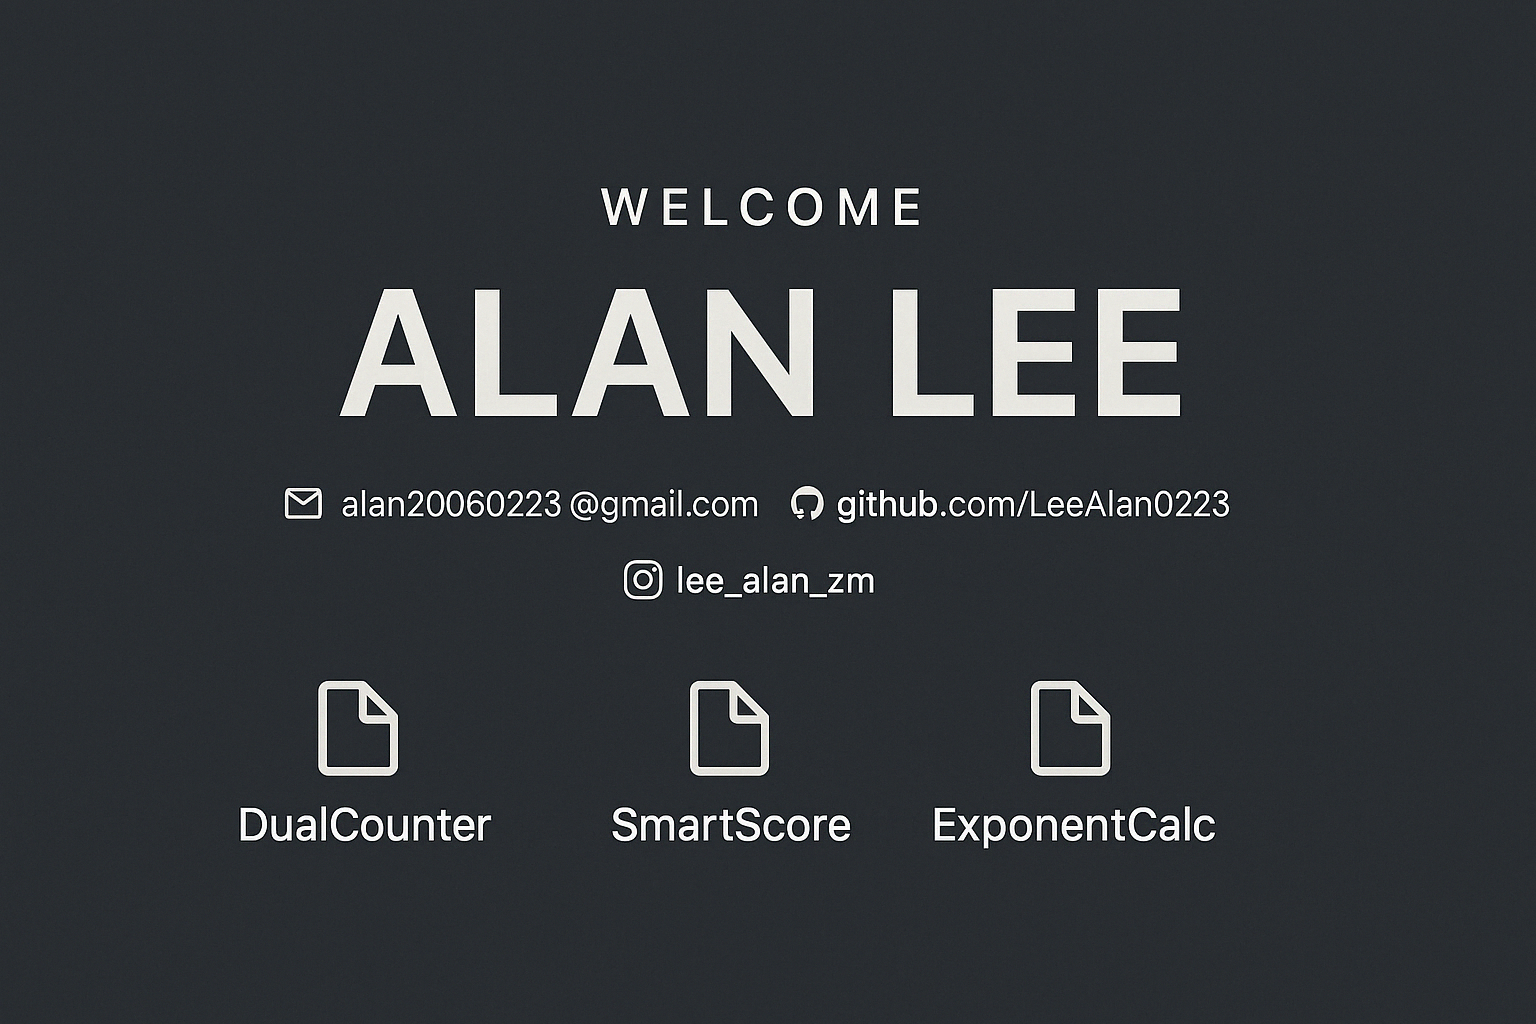 WELCOME
ALAN LEE
alan20060223 @gmail.com github.com/LeeAlan0223
lee_alan_zm
DualCounter SmartScore ExponentCalc